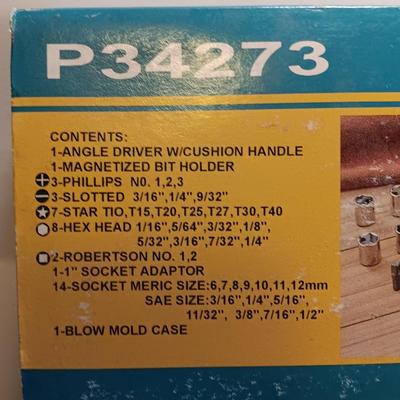 P34273
CONTENTS:
1-ANGLE DRIVER W/CUSHION HANDLE
1-MAGNETIZED BIT HOLDER
3-PHILLIPS NO. 1,2,3
3-SLOTTED 3/16",1/4",9/32"
7-STAR TIO,T15,T20,T25,T27,T30,T40
8-HEX HEAD 1/16",5/64",3/32",1/8",
5/32",3/16",7/32",1/4"
2-ROBERTSON NO. 1,2
1-1" SOCKET ADAPTOR
14-SOCKET MERIC SIZE:6,7,8,9,10,11,12mm
SAE SIZE:3/16",1/4",5/16",
11/32", 3/8",7/16",1/2"
1-BLOW MOLD CASE